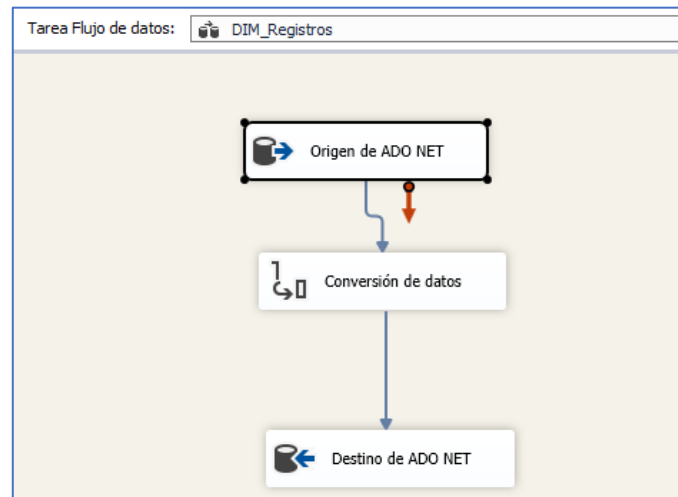 Tarea Flujo de datos: DIM_Registros
Origen de ADO NET
Conversión de datos
Destino de ADO NET